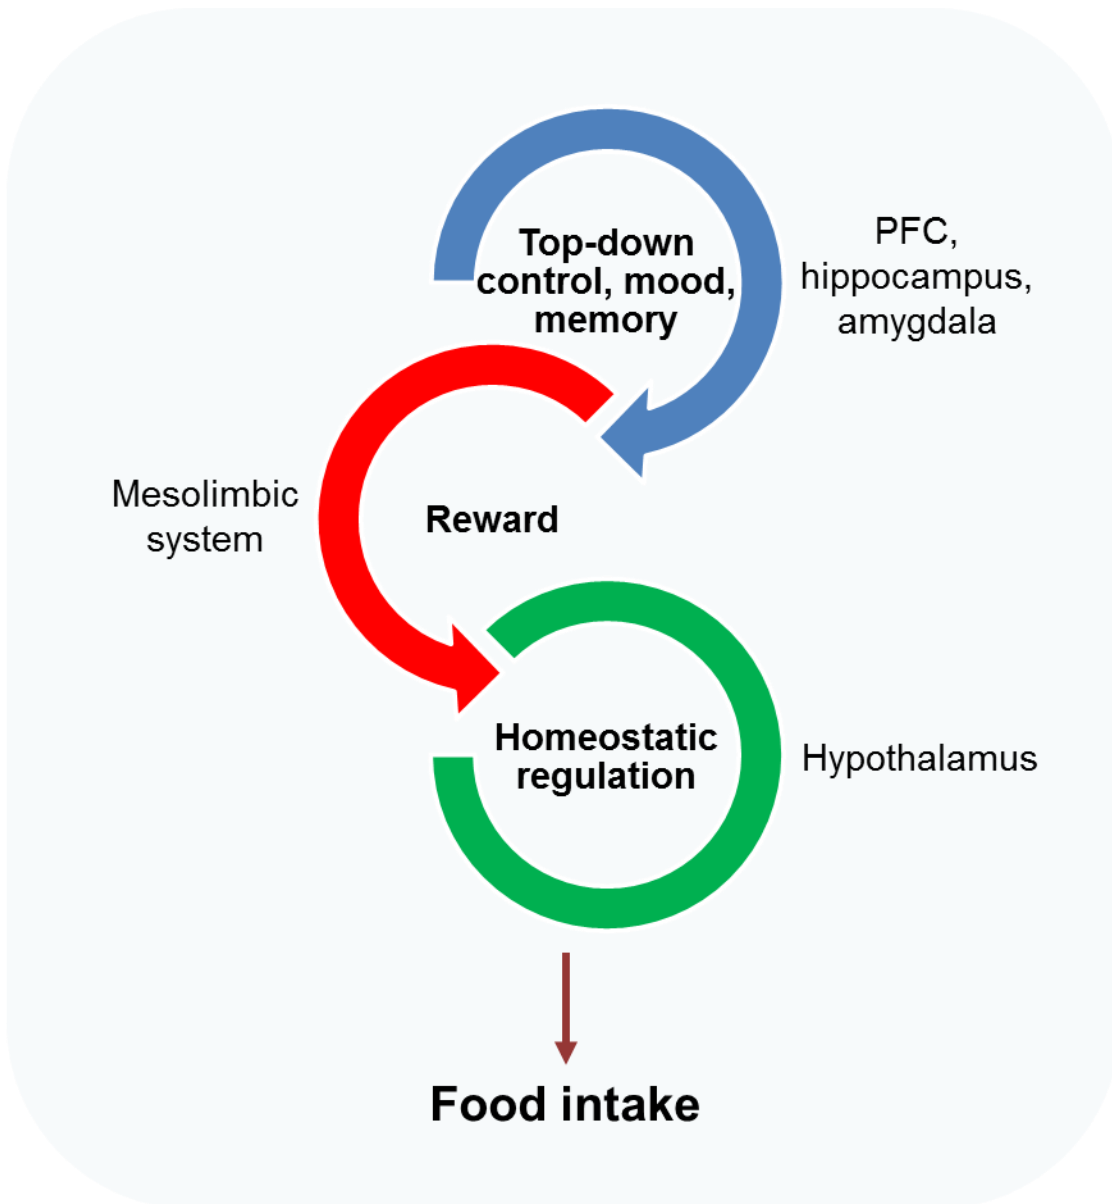 Top-down
control, mood,
memory
PFC,
hippocampus,
amygdala
Mesolimbic
system
Reward
Homeostatic
regulation
Hypothalamus
Food intake